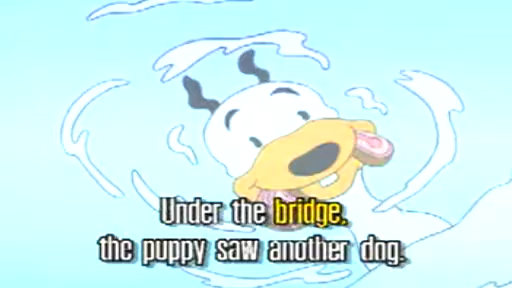 Under the bridge,
the puppy saw another dog.